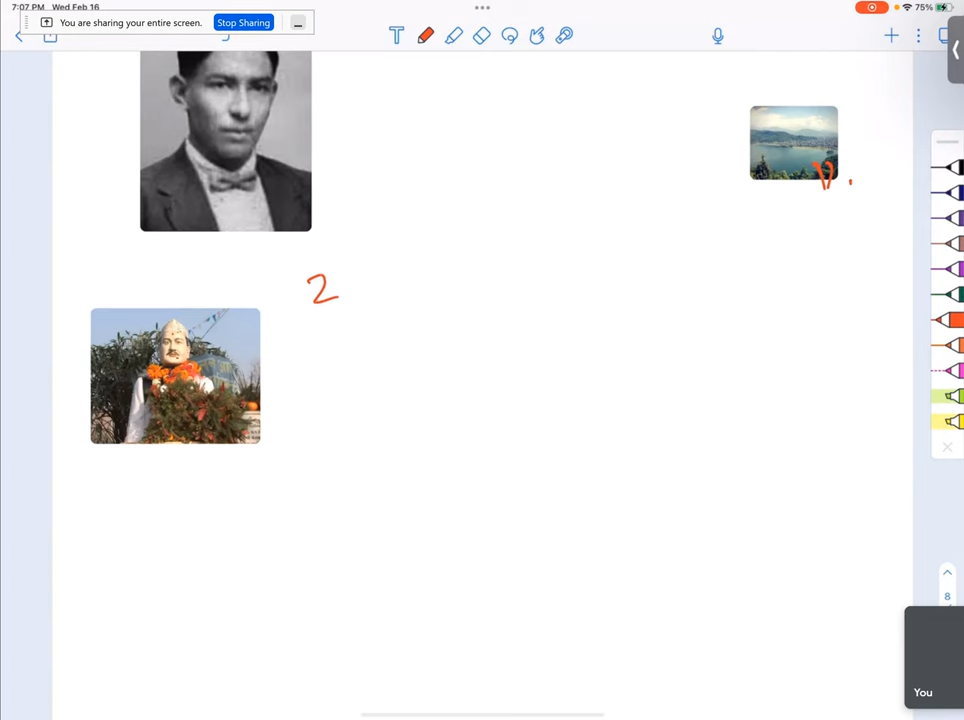 7:07 PM Wed Feb 16
75%
You are sharing your entire screen.
Stop Sharing
T
2
8
You